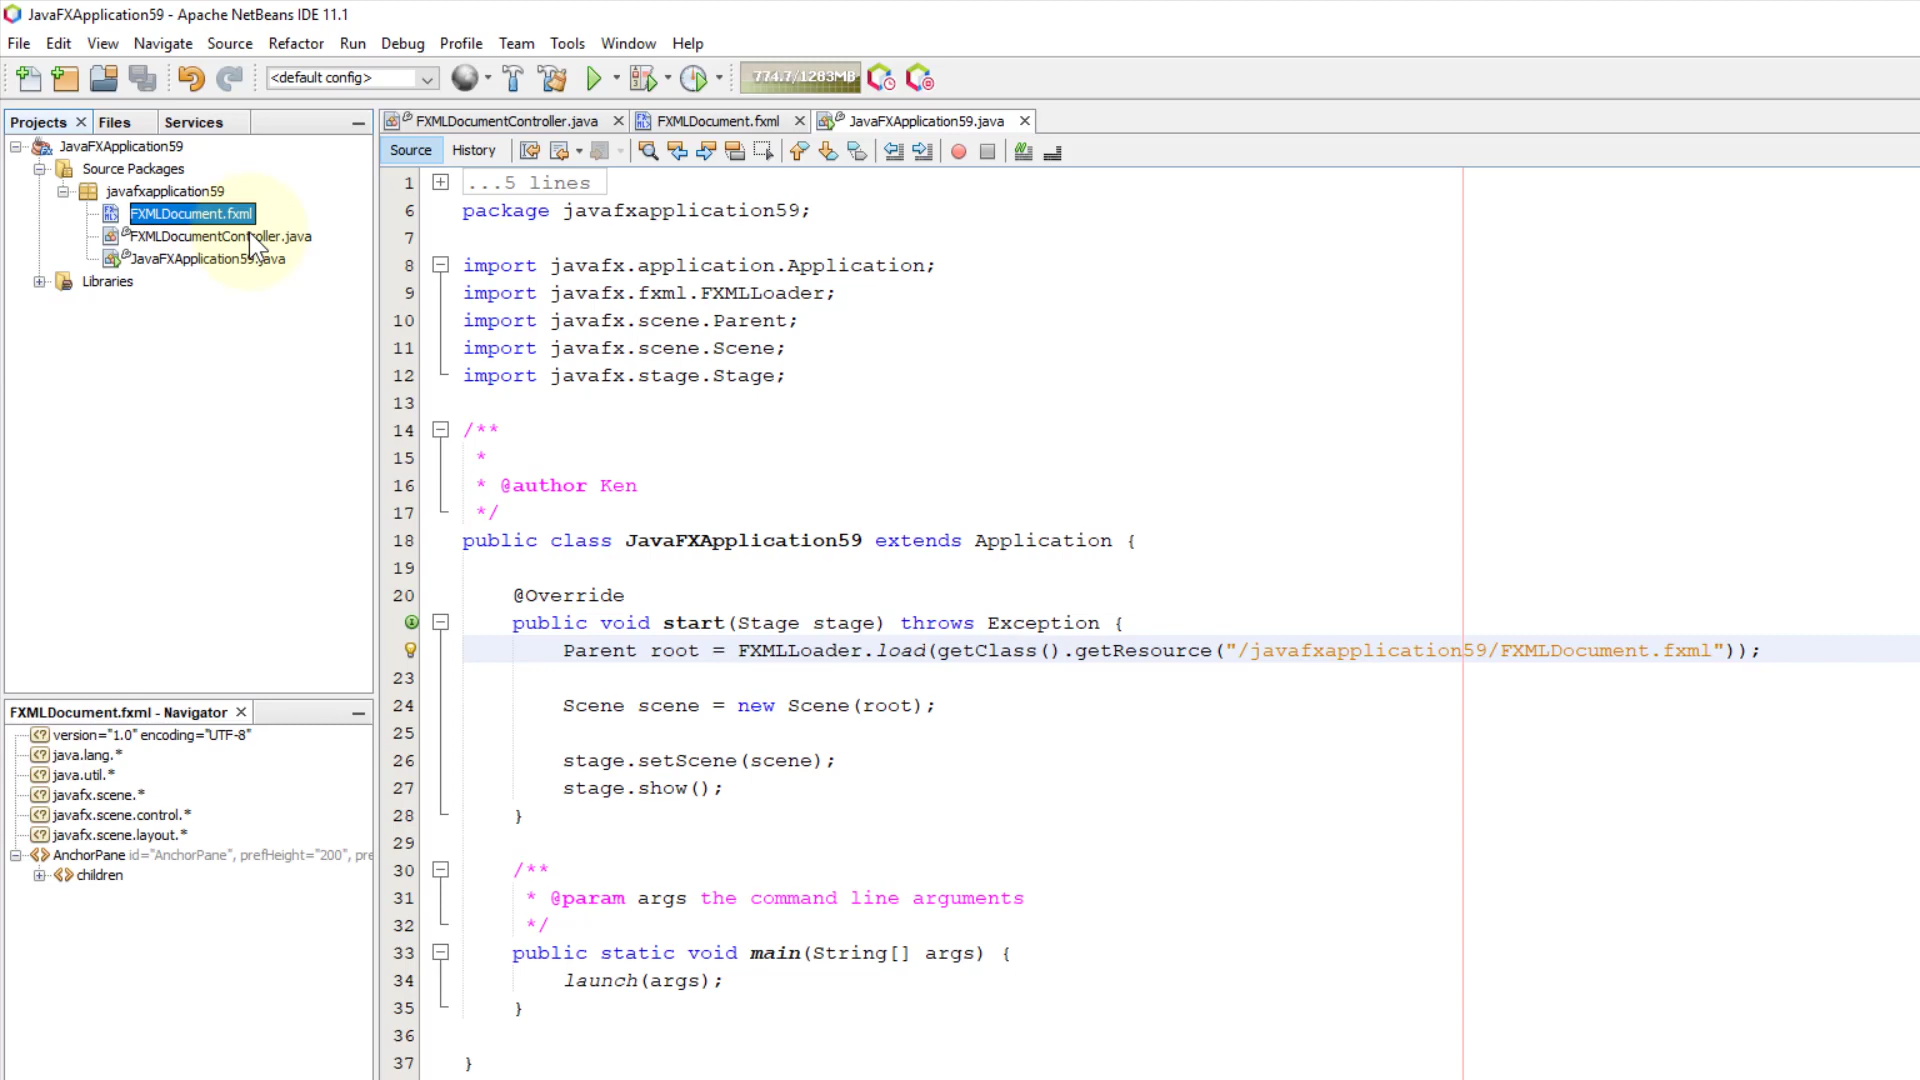 JavaFXApplication59 - Apache NetBeans IDE 11.1
File Edit View Navigate Source Refactor Run Debug Profile Team Tools Window Help
<default config> 774.7/1283MB
Projects Files Services
JavaFXApplication59
Source Packages
javafxapplication59
FXMLDocument.fxml
FXMLDocumentController.java
JavaFXApplication59.java
Libraries
FXMLDocument.fxml - Navigator
<?> version="1.0" encoding="UTF-8"
<?> java.lang.*
<?> java.util.*
<?> javafx.scene.*
<?> javafx.scene.control.*
<?> javafx.scene.layout.*
<> AnchorPane id="AnchorPane", prefHeight="200", pre
<> children
FXMLDocumentController.java FXMLDocument.fxml JavaFXApplication59.java
Source History
1 ...5 lines
6 package javafxapplication59;
7
8 import javafx.application.Application;
9 import javafx.fxml.FXMLLoader;
10 import javafx.scene.Parent;
11 import javafx.scene.Scene;
12 import javafx.stage.Stage;
13
14 /**
15 *
16 * @author Ken
17 */
18 public class JavaFXApplication59 extends Application {
19
20 @Override
public void start(Stage stage) throws Exception {
Parent root = FXMLLoader.load(getClass().getResource("/javafxapplication59/FXMLDocument.fxml"));
23
24 Scene scene = new Scene(root);
25
26 stage.setScene(scene);
27 stage.show();
28 }
29
30 /**
31 * @param args the command line arguments
32 */
33 public static void main(String[] args) {
34 launch(args);
35 }
36
37 }